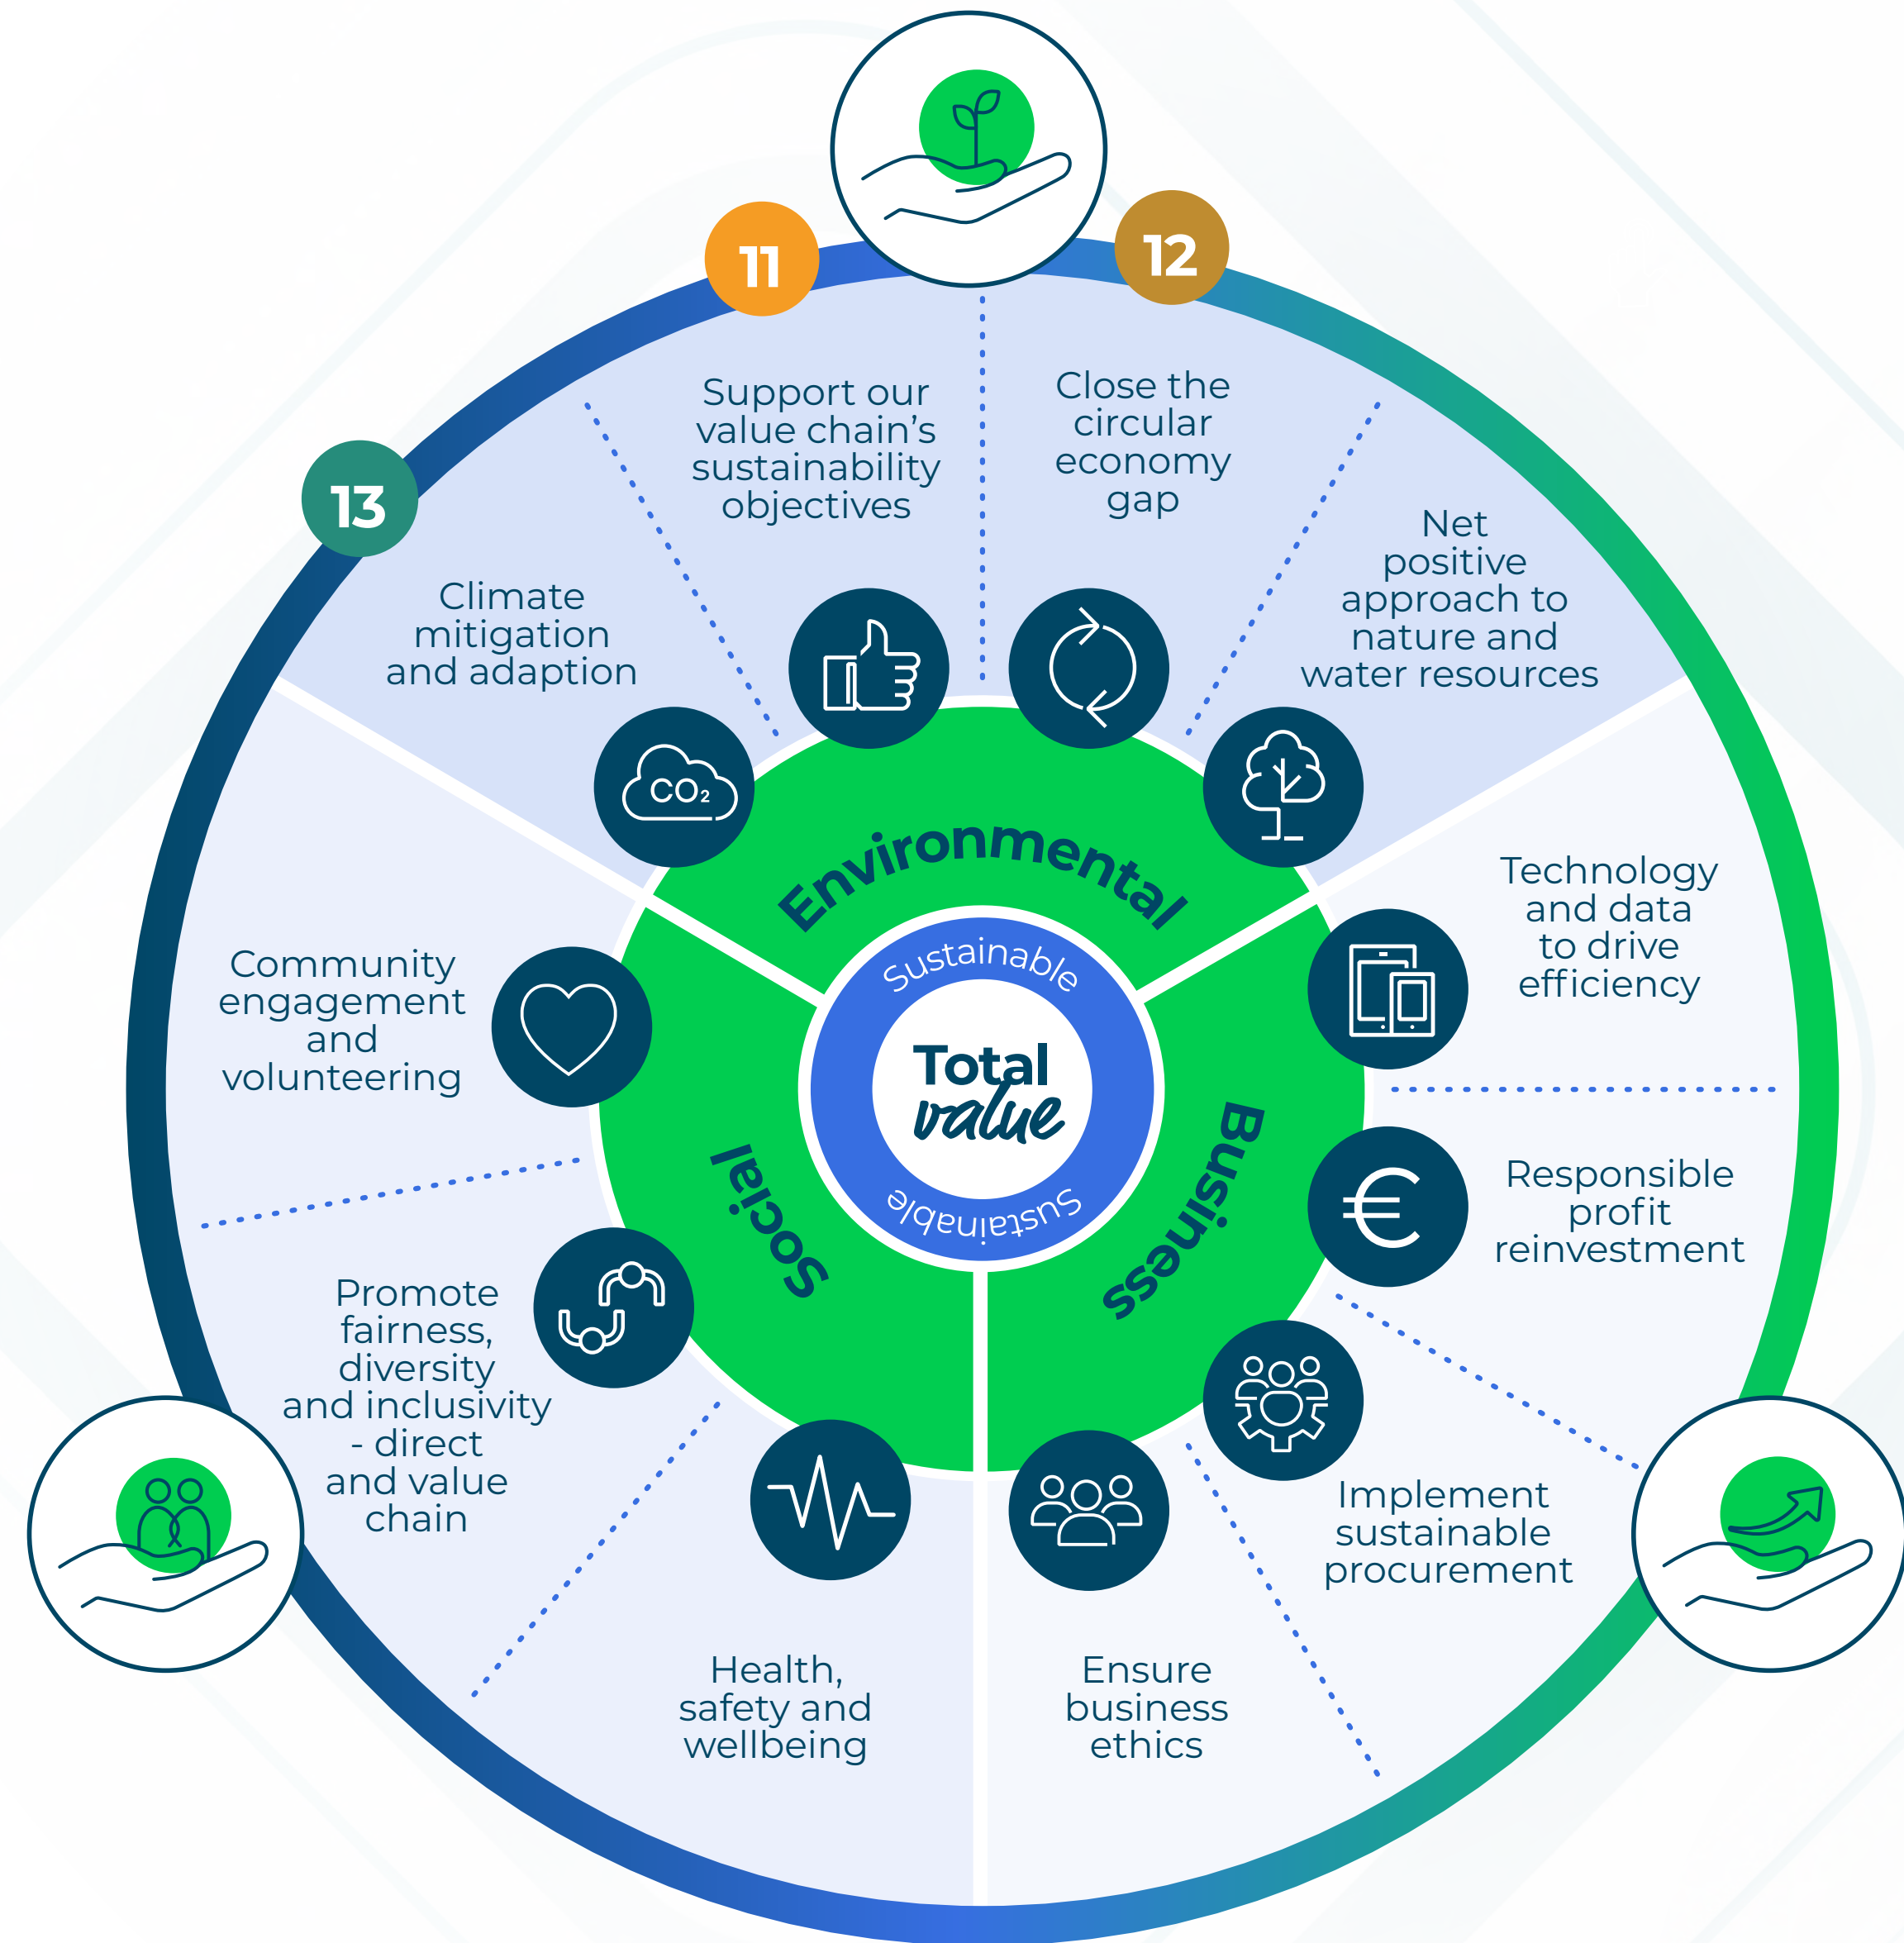 11
12
13
Support our
value chain’s
sustainability
objectives
Close the
circular
economy
gap
Net
positive
approach to
nature and
water resources
Climate
mitigation
and adaption
CO₂
Environmental
Technology
and data
to drive
efficiency
Community
engagement
and
volunteering
Sustainable
Total
value
Sustainable
Social
Business
€
Responsible
profit
reinvestment
Promote
fairness,
diversity
and inclusivity
- direct
and value
chain
Implement
sustainable
procurement
Health,
safety and
wellbeing
Ensure
business
ethics